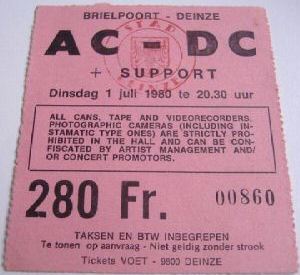 BRIELPOORT - DEINZE
AC-DC
+ SUPPORT
Dinsdag 1 juli 1980 te 20.30 uur
ALL CANS, TAPE AND VIDEORECORDERS.
PHOTOGRAPHIC CAMERAS (INCLUDING IN-
STAMATIC TYPE ONES) ARE STRICTLY PRO-
HIBITED IN THE HALL AND CAN BE CON-
FISCATED BY ARTIST MANAGEMENT AND/
OR CONCERT PROMOTORS.
280 Fr.
00860
TAKSEN EN BTW INBEGREPEN
Te tonen op aanvraag - Niet geldig zonder strook
Tickets VOET - 9800 DEINZE